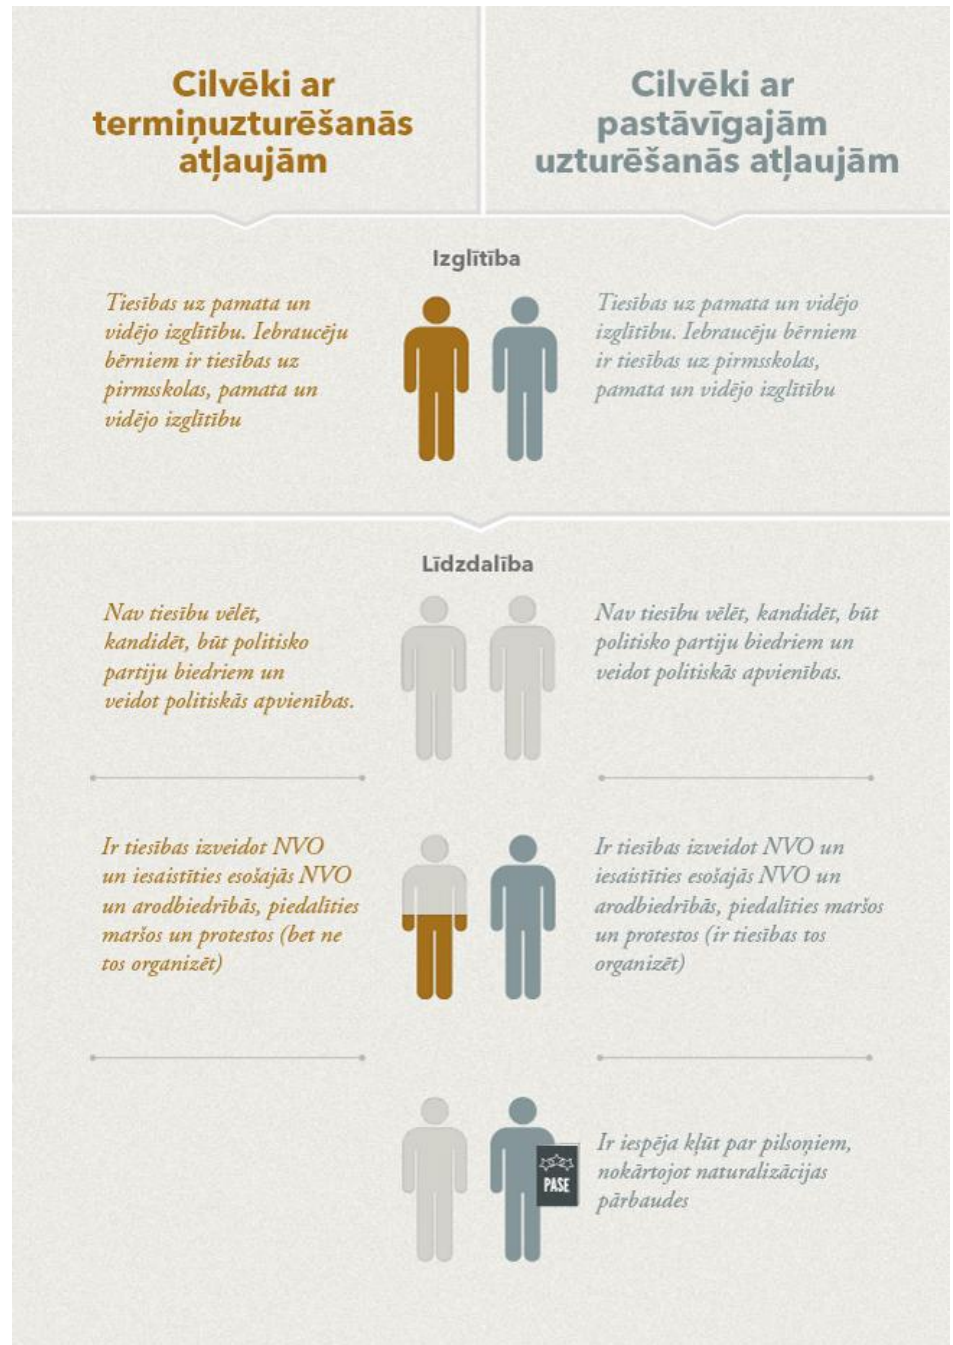 Cilvēki ar
termiņuzturēšanās
atļaujām
Cilvēki ar
pastāvīgajām
uzturēšanās atļaujām
Izglītība
Tiesības uz pamata un
vidējo izglītību. Iebraucēju
bērniem ir tiesības uz
pirmsskolas, pamata un
vidējo izglītību
Tiesības uz pamata un vidējo
izglītību. Iebraucēju bērniem
ir tiesības uz pirmsskolas,
pamata un vidējo izglītību
Līdzdalība
Nav tiesību vēlēt,
kandidēt, būt politisko
partiju biedriem un
veidot politiskās apvienības.
Nav tiesību vēlēt, kandidēt, būt
politisko partiju biedriem un
veidot politiskās apvienības.
Ir tiesības izveidot NVO
un iesaistīties esošajās NVO
un arodbiedrībās, piedalīties
maršos un protestos (bet ne
tos organizēt)
Ir tiesības izveidot NVO un
iesaistīties esošajās NVO un
arodbiedrībās, piedalīties maršos
un protestos (ir tiesības tos
organizēt)
PASE
Ir iespēja kļūt par pilsoņiem,
nokārtojot naturalizācijas
pārbaudes